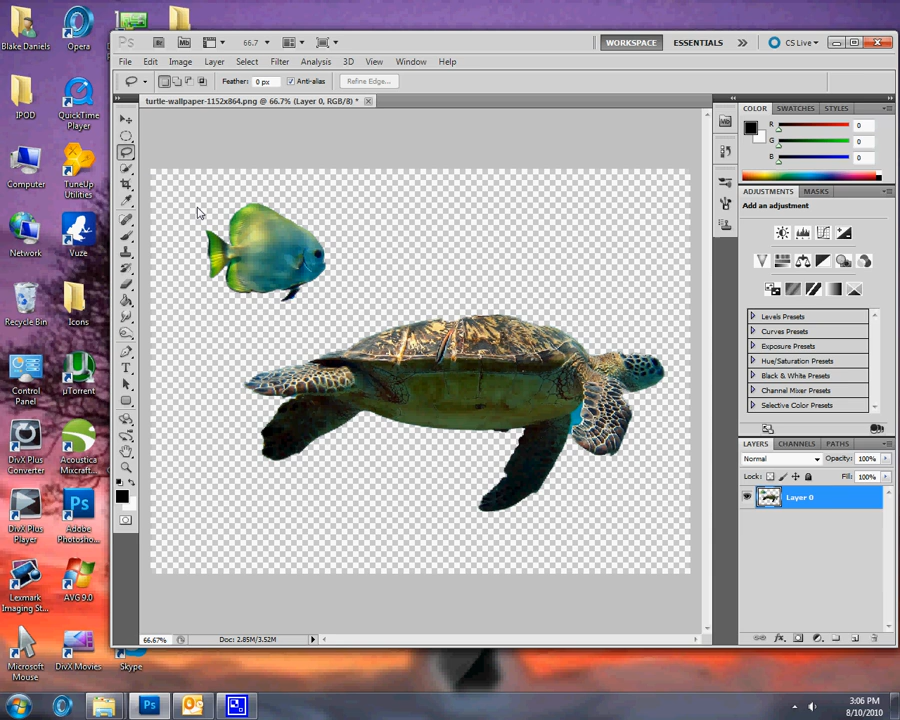 Blake Daniels
Opera
IPOD
QuickTime
Player
Computer
TuneUp
Utilities
Network
Vuze
Recycle Bin
Icons
Control
Panel
µTorrent
DivX Plus
Converter
Acoustica
Mixcraft...
DivX Plus
Player
Adobe
Photosho...
Lexmark
Imaging St...
AVG 9.0
Microsoft
Mouse
DivX Movies
Skype
Ps
Br
Mb
66.7
WORKSPACE
ESSENTIALS
CS Live
File Edit Image Layer Select Filter Analysis 3D View Window Help
Feather: 0 px Anti-alias Refine Edge...
turtle-wallpaper-1152x864.png @ 66.7% (Layer 0, RGB/8) *
COLOR SWATCHES STYLES
R 0
G 0
B 0
ADJUSTMENTS MASKS
Add an adjustment
Levels Presets
Curves Presets
Exposure Presets
Hue/Saturation Presets
Black & White Presets
Channel Mixer Presets
Selective Color Presets
LAYERS CHANNELS PATHS
Normal Opacity: 100%
Lock: Fill: 100%
Layer 0
66.67% Doc: 2.85M/3.52M
3:06 PM
8/10/2010